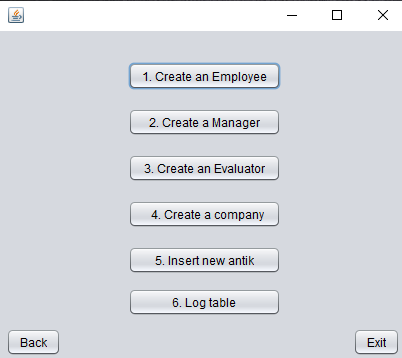 1. Create an Employee
2. Create a Manager
3. Create an Evaluator
4. Create a company
5. Insert new antik
6. Log table
Back
Exit